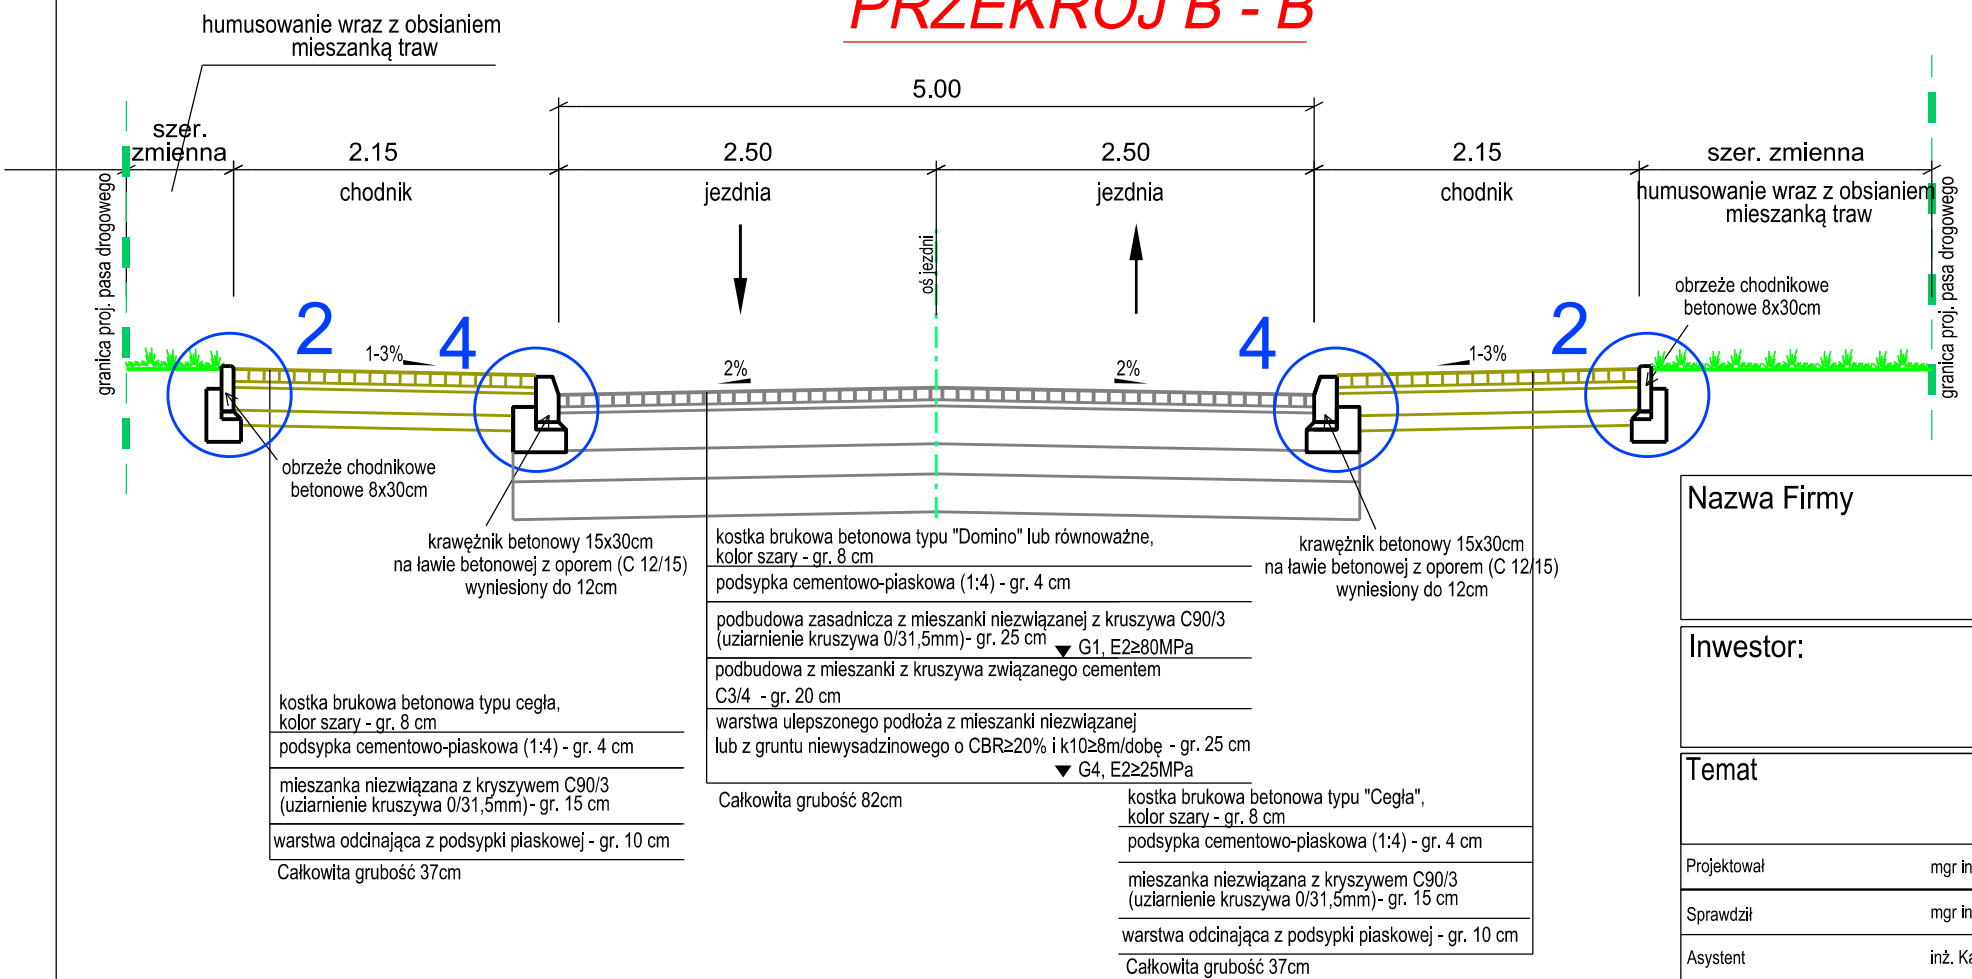 PRZEKRÓJ B - B
humusowanie wraz z obsianiem
mieszanką traw
5.00
szer.
zmienna
2.15
2.50
2.50
2.15
szer. zmienna
chodnik
jezdnia
jezdnia
chodnik
humusowanie wraz z obsianiem
mieszanką traw
granica proj. pasa drogowego
oś jezdni
granica proj. pasa drogowego
obrzeże chodnikowe
betonowe 8x30cm
2
4
4
2
1-3%
2%
2%
1-3%
obrzeże chodnikowe
betonowe 8x30cm
krawężnik betonowy 15x30cm
na ławie betonowej z oporem (C 12/15)
wyniesiony do 12cm
kostka brukowa betonowa typu "Domino" lub równoważne,
kolor szary - gr. 8 cm
podsypka cementowo-piaskowa (1:4) - gr. 4 cm
podbudowa zasadnicza z mieszanki niezwiązanej z kruszywa C90/3
(uziarnienie kruszywa 0/31,5mm)- gr. 25 cm
G1, E2≥80MPa
podbudowa z mieszanki z kruszywa związanego cementem
C3/4 - gr. 20 cm
warstwa ulepszonego podłoża z mieszanki niezwiązanej
lub z gruntu niewysadzinowego o CBR≥20% i k10≥8m/dobę - gr. 25 cm
G4, E2≥25MPa
Całkowita grubość 82cm
krawężnik betonowy 15x30cm
na ławie betonowej z oporem (C 12/15)
wyniesiony do 12cm
kostka brukowa betonowa typu cegła,
kolor szary - gr. 8 cm
podsypka cementowo-piaskowa (1:4) - gr. 4 cm
mieszanka niezwiązana z kryszywem C90/3
(uziarnienie kruszywa 0/31,5mm)- gr. 15 cm
warstwa odcinająca z podsypki piaskowej - gr. 10 cm
Całkowita grubość 37cm
kostka brukowa betonowa typu "Cegła",
kolor szary - gr. 8 cm
podsypka cementowo-piaskowa (1:4) - gr. 4 cm
mieszanka niezwiązana z kryszywem C90/3
(uziarnienie kruszywa 0/31,5mm)- gr. 15 cm
warstwa odcinająca z podsypki piaskowej - gr. 10 cm
Całkowita grubość 37cm
Nazwa Firmy
Inwestor:
Temat
Projektował mgr in
Sprawdził mgr in
Asystent inż. Ka